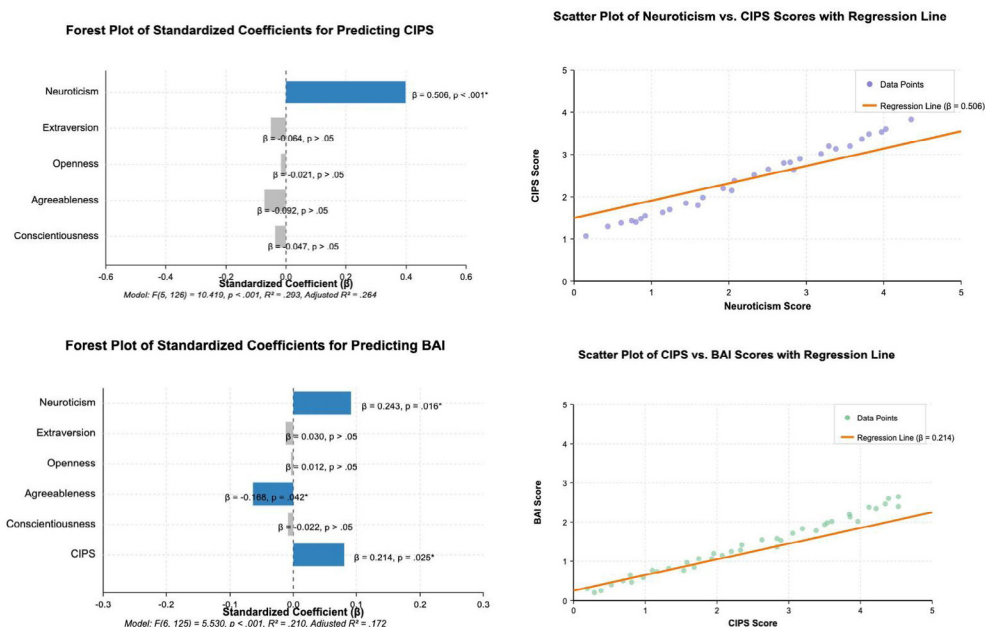 Forest Plot of Standardized Coefficients for Predicting CIPS
Neuroticism
β = 0.506, p < .001*
Extraversion
β = -0.064, p > .05
Openness
β = -0.021, p > .05
Agreeableness
β = -0.092, p > .05
Conscientiousness
β = -0.047, p > .05
-0.6 -0.4 -0.2 0.0 0.2 0.4 0.6
Standardized Coefficient (β)
Model: F(5, 126) = 10.419, p < .001, R² = .293, Adjusted R² = .264
Scatter Plot of Neuroticism vs. CIPS Scores with Regression Line
Data Points
Regression Line (β = 0.506)
CIPS Score
5
4
3
2
1
0
0 1 2 3 4 5
Neuroticism Score
Forest Plot of Standardized Coefficients for Predicting BAI
Neuroticism
β = 0.243, p = .016*
Extraversion
β = 0.030, p > .05
Openness
β = 0.012, p > .05
Agreeableness
β = -0.168, p = .042*
Conscientiousness
β = -0.022, p > .05
CIPS
β = 0.214, p = .025*
-0.3 -0.2 -0.1 0.0 0.1 0.2 0.3
Standardized Coefficient (β)
Model: F(6, 125) = 5.530, p < .001, R² = .210, Adjusted R² = .172
Scatter Plot of CIPS vs. BAI Scores with Regression Line
Data Points
Regression Line (β = 0.214)
BAI Score
5
4
3
2
1
0
0 1 2 3 4 5
CIPS Score